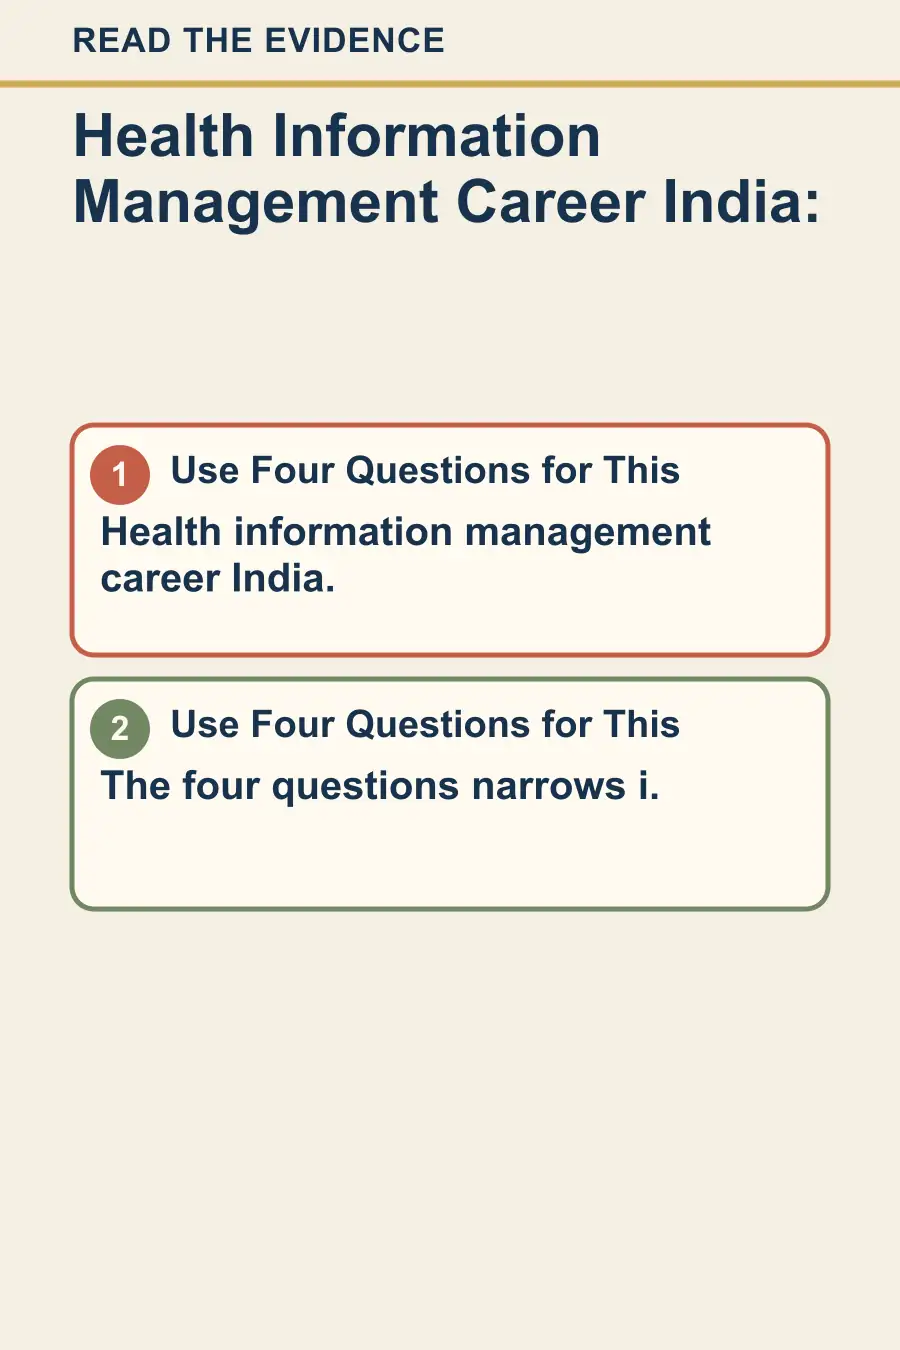 READ THE EVIDENCE
Health Information
Management Career India:
1 Use Four Questions for This
Health information management
career India.
2 Use Four Questions for This
The four questions narrows i.